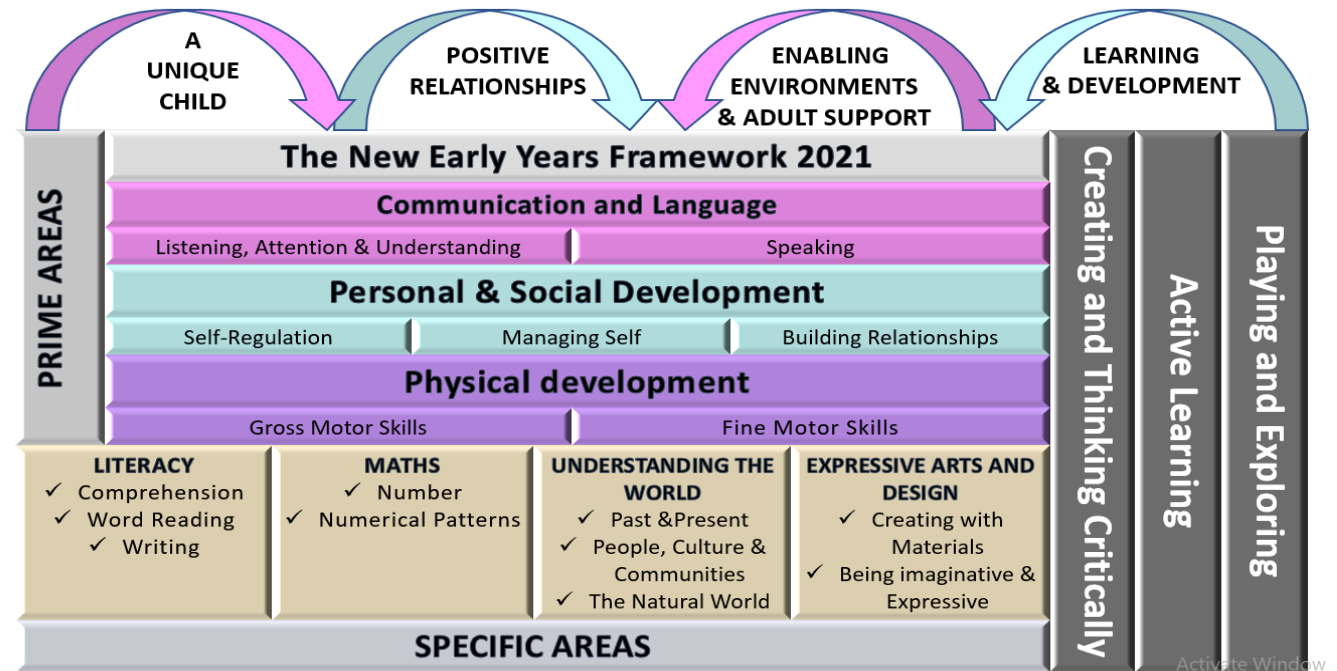 A
UNIQUE
CHILD
POSITIVE
RELATIONSHIPS
ENABLING
ENVIRONMENTS
& ADULT SUPPORT
LEARNING
& DEVELOPMENT
PRIME AREAS
The New Early Years Framework 2021
Communication and Language
Listening, Attention & Understanding
Speaking
Personal & Social Development
Self-Regulation
Managing Self
Building Relationships
Physical development
Gross Motor Skills
Fine Motor Skills
LITERACY
✓ Comprehension
✓ Word Reading
✓ Writing
MATHS
✓ Number
✓ Numerical Patterns
UNDERSTANDING THE
WORLD
✓ Past &Present
✓ People, Culture &
Communities
✓ The Natural World
EXPRESSIVE ARTS AND
DESIGN
✓ Creating with
Materials
✓ Being imaginative &
Expressive
SPECIFIC AREAS
Creating and Thinking Critically
Active Learning
Playing and Exploring
Activate Window